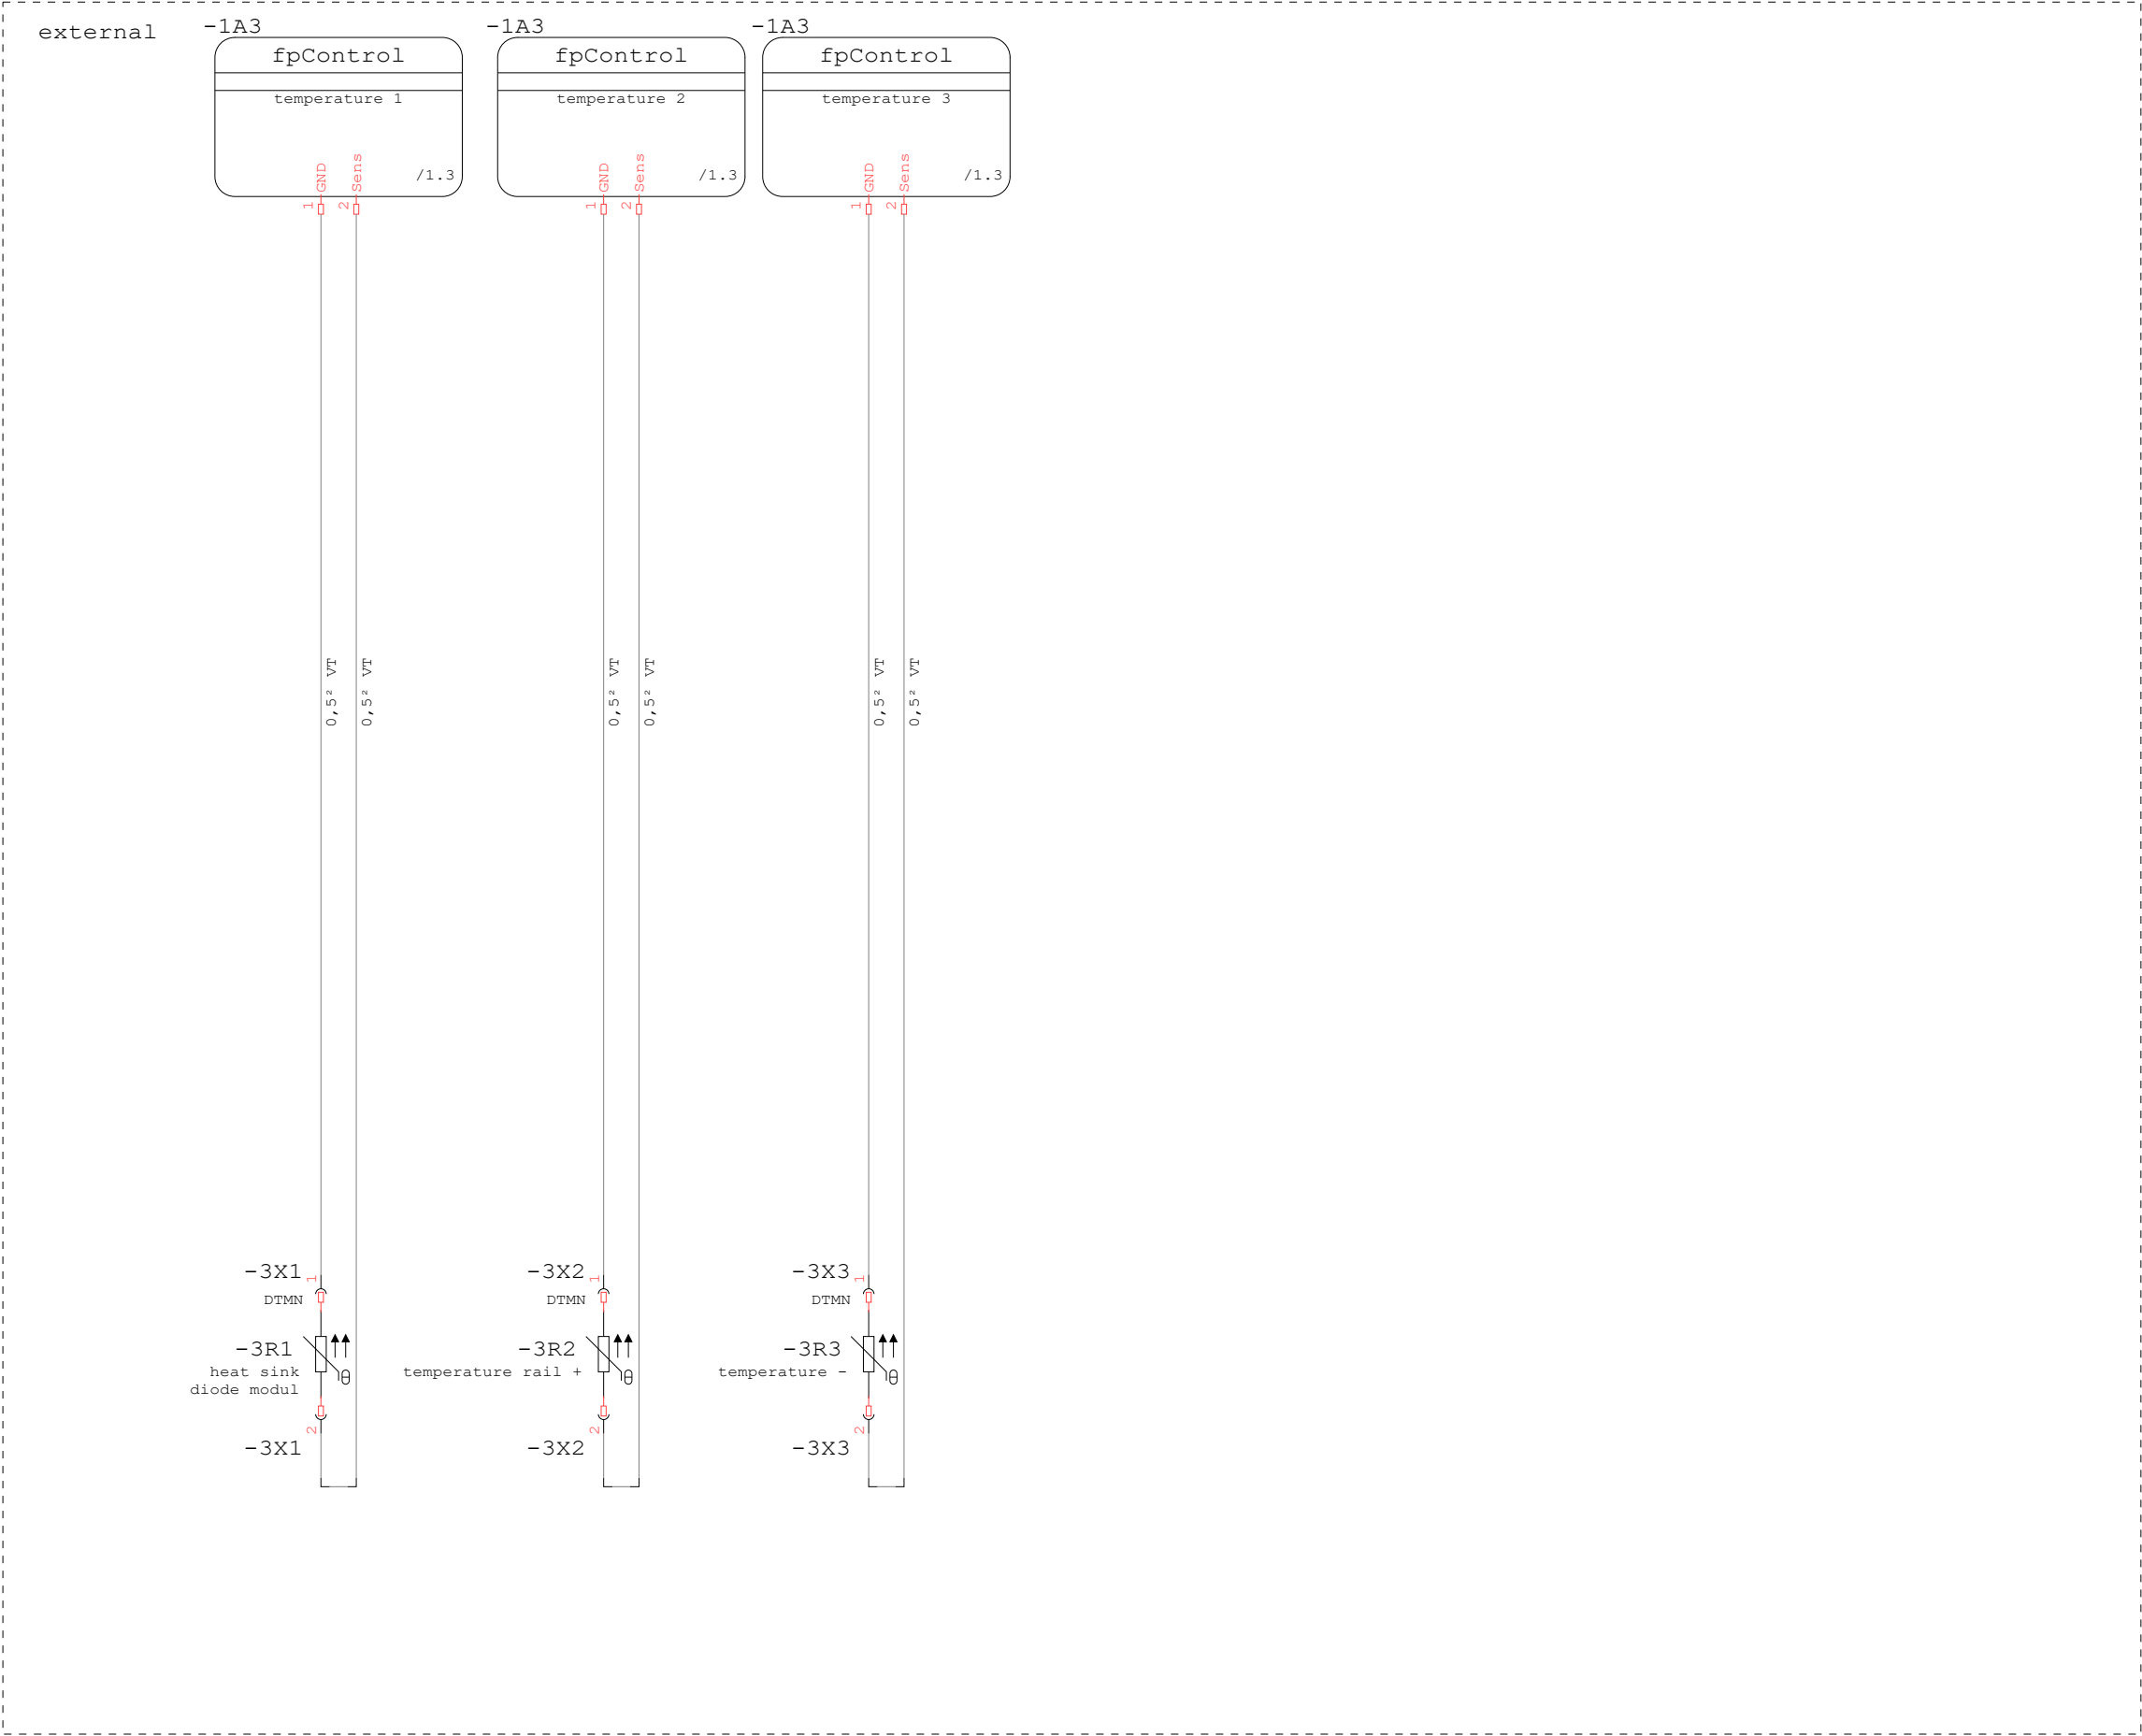 external
-1A3
-1A3
-1A3
fpControl
fpControl
fpControl
temperature 1
temperature 2
temperature 3
GND
Sens
/1.3
GND
Sens
/1.3
GND
Sens
/1.3
1
2
1
2
1
2
0,5² VT
0,5² VT
0,5² VT
0,5² VT
0,5² VT
0,5² VT
-3X1
1
-3X2
1
-3X3
1
DTMN
DTMN
DTMN
-3R1
-3R2
-3R3
heat sink
diode modul
θ
temperature rail +
θ
temperature -
θ
2
2
2
-3X1
-3X2
-3X3